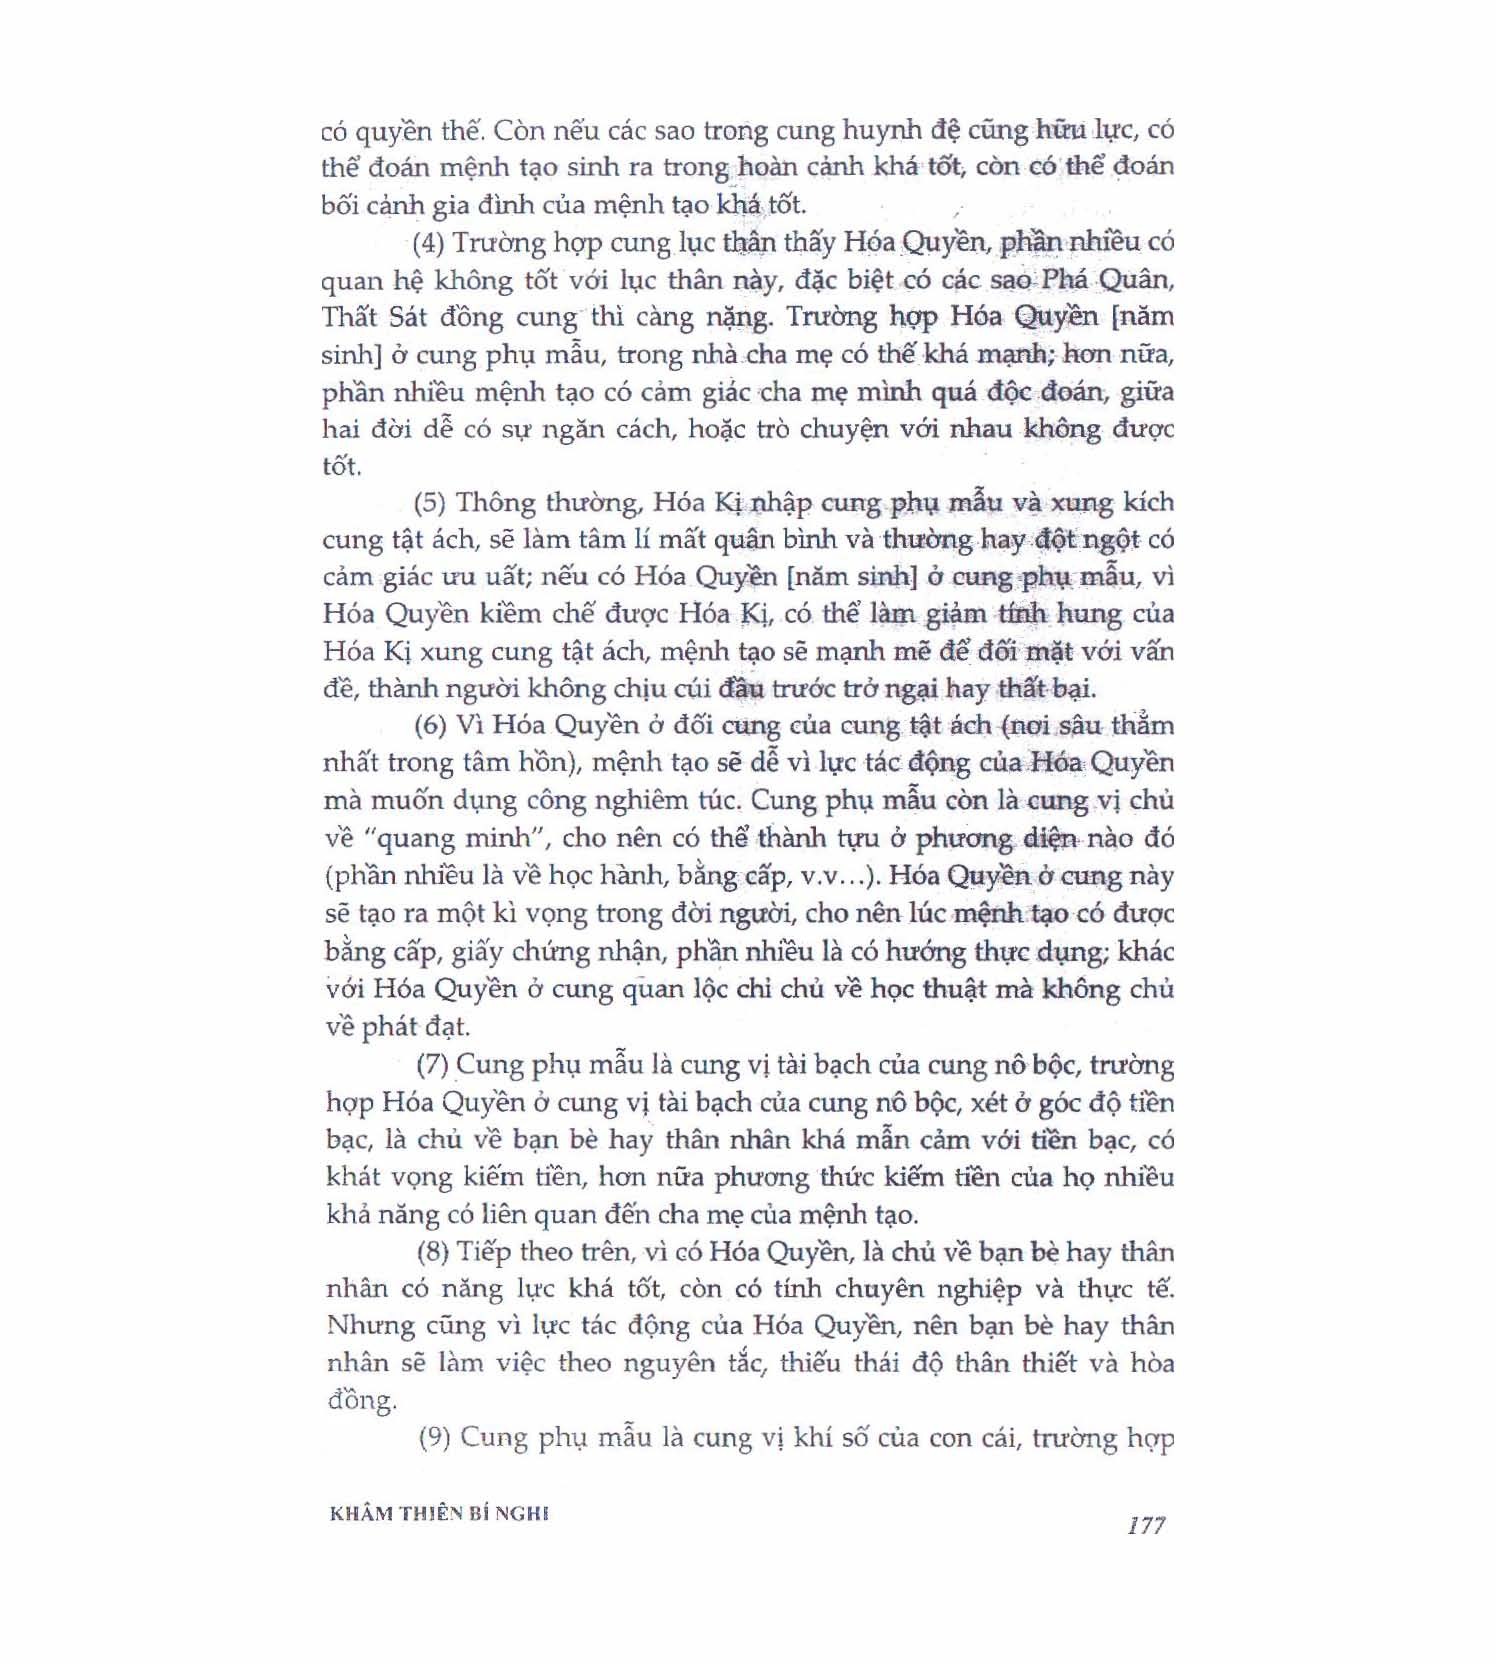 có quyền thế. Còn nếu các sao trong cung huynh đệ cũng hữu lực, có
thể đoán mệnh tạo sinh ra trong hoàn cảnh khá tốt, còn có thể đoán
bối cảnh gia đình của mệnh tạo khá tốt.
(4) Trường hợp cung lục thân thấy Hóa Quyền, phần nhiều có
quan hệ không tốt với lục thân này, đặc biệt có các sao Phá Quân,
Thất Sát đồng cung thì càng nặng. Trường hợp Hóa Quyền [năm
sinh] ở cung phụ mẫu, trong nhà cha mẹ có thế khá mạnh; hơn nữa,
phần nhiều mệnh tạo có cảm giác cha mẹ mình quá độc đoán, giữa
hai đời dễ có sự ngăn cách, hoặc trò chuyện với nhau không được
tốt.
(5) Thông thường, Hóa Kị nhập cung phụ mẫu và xung kích
cung tật ách, sẽ làm tâm lí mất quân bình và thường hay đột ngột có
cảm giác ưu uất; nếu có Hóa Quyền [năm sinh] ở cung phụ mẫu, vì
Hóa Quyền kiềm chế được Hóa Kị, có thể làm giảm tính hung của
Hóa Kị xung cung tật ách, mệnh tạo sẽ mạnh mẽ để đối mặt với vấn
đề, thành người không chịu cúi đầu trước trở ngại hay thất bại.
(6) Vì Hóa Quyền ở đối cung của cung tật ách (nơi sâu thẳm
nhất trong tâm hồn), mệnh tạo sẽ dễ vì lực tác động của Hóa Quyền
mà muốn dụng công nghiêm túc. Cung phụ mẫu còn là cung vị chủ
về "quang minh", cho nên có thể thành tựu ở phương diện nào đó
(phần nhiều là về học hành, bằng cấp, v.v...). Hóa Quyền ở cung này
sẽ tạo ra một kì vọng trong đời người, cho nên lúc mệnh tạo có được
bằng cấp, giấy chứng nhận, phần nhiều là có hướng thực dụng; khác
với Hóa Quyền ở cung quan lộc chỉ chủ về học thuật mà không chủ
về phát đạt.
(7) Cung phụ mẫu là cung vị tài bạch của cung nô bộc, trường
hợp Hóa Quyền ở cung vị tài bạch của cung nô bộc, xét ở góc độ tiền
bạc, là chủ về bạn bè hay thân nhân khá mẫn cảm với tiền bạc, có
khát vọng kiếm tiền, hơn nữa phương thức kiếm tiền của họ nhiều
khả năng có liên quan đến cha mẹ của mệnh tạo.
(8) Tiếp theo trên, vì có Hóa Quyền, là chủ về bạn bè hay thân
nhân có năng lực khá tốt, còn có tính chuyên nghiệp và thực tế.
Nhưng cũng vì lực tác động của Hóa Quyền, nên bạn bè hay thân
nhân sẽ làm việc theo nguyên tắc, thiếu thái độ thân thiết và hòa
đồng.
(9) Cung phụ mẫu là cung vị khí số của con cái, trường hợp
KHÂM THIÊN BÍ NGHI
177